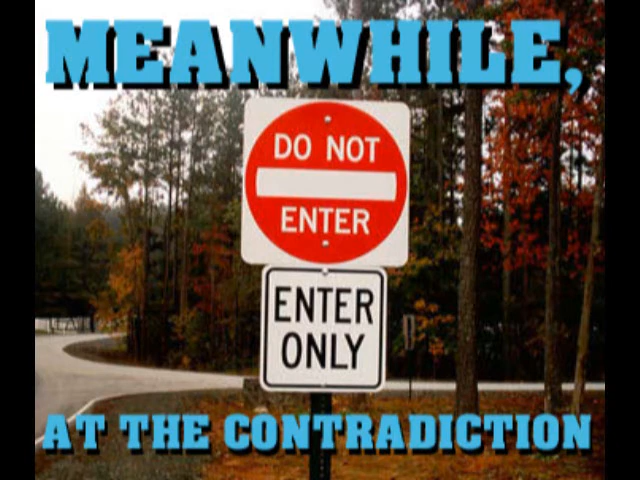 MEANWHILE,
DO NOT
ENTER
ENTER
ONLY
AT THE CONTRADICTION